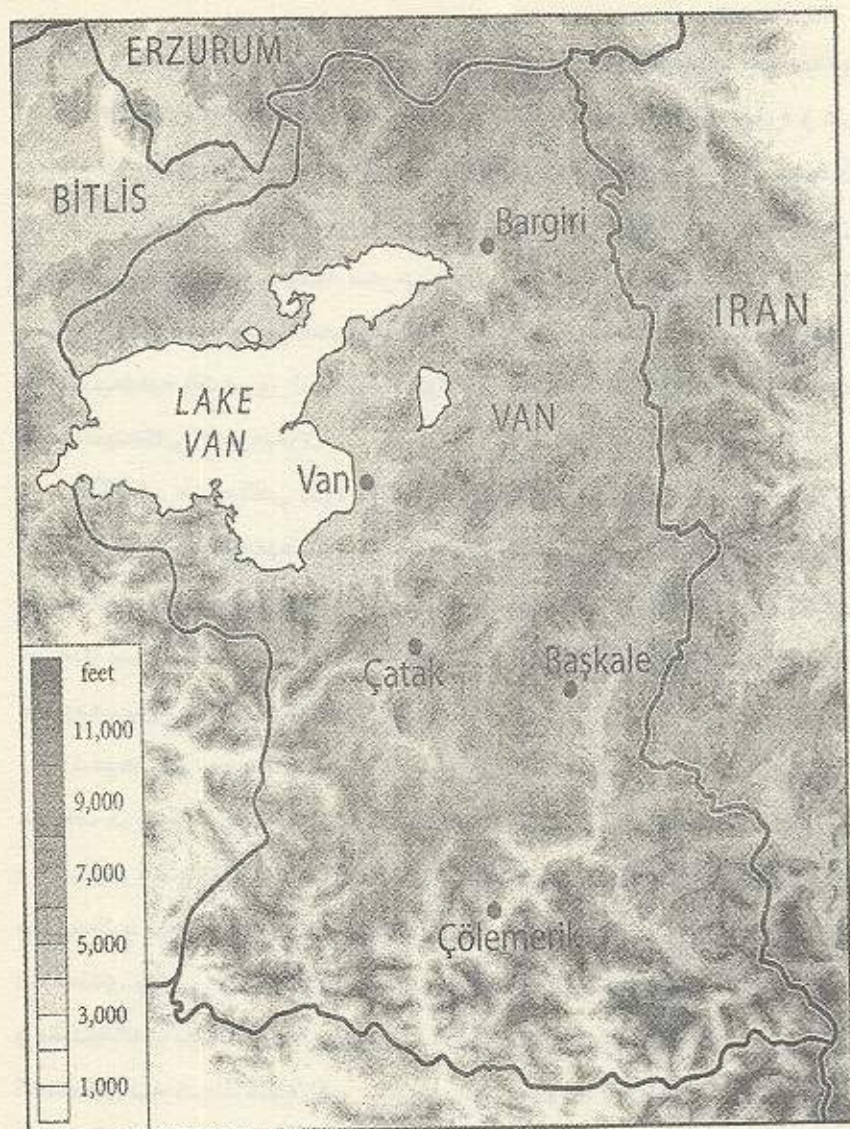 ERZURUM
BİTLİS
Bargiri
IRAN
LAKE
VAN
VAN
Van
Çatak
Başkale
Çölemerik
feet
11,000
9,000
7,000
5,000
3,000
1,000